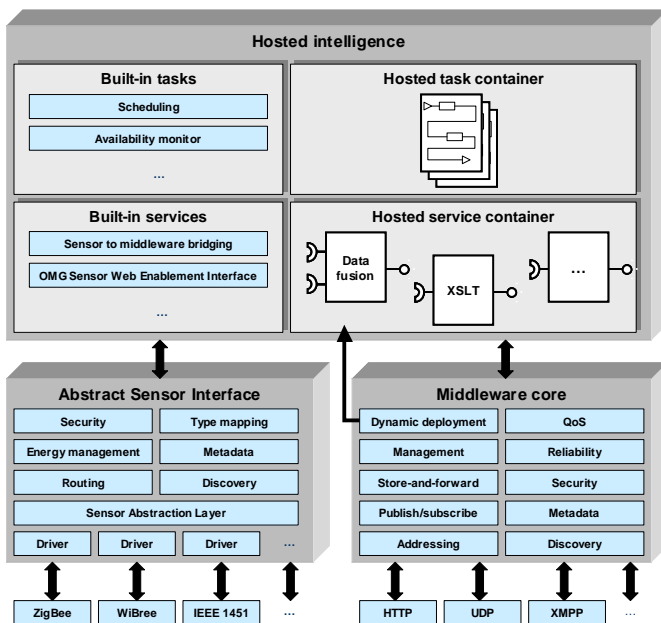 Hosted intelligence
Built-in tasks
Scheduling
Availability monitor
...
Hosted task container
Built-in services
Sensor to middleware bridging
OMG Sensor Web Enablement Interface
...
Hosted service container
Data
fusion
XSLT
...
Abstract Sensor Interface
Security
Type mapping
Energy management
Metadata
Routing
Discovery
Sensor Abstraction Layer
Driver
Driver
Driver
...
ZigBee
WiBree
IEEE 1451
...
Middleware core
Dynamic deployment
QoS
Management
Reliability
Store-and-forward
Security
Publish/subscribe
Metadata
Addressing
Discovery
HTTP
UDP
XMPP
...